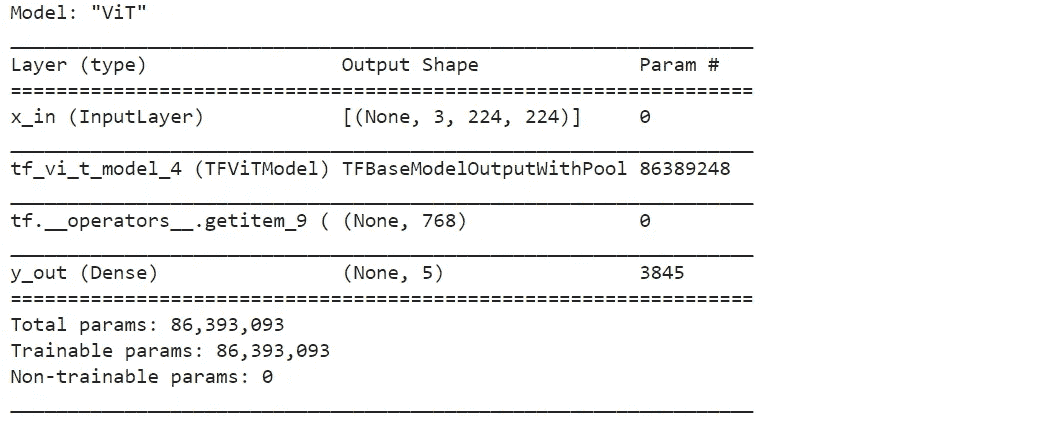 Model: "ViT"
_________________________________________________________________
Layer (type)                 Output Shape              Param #
=================================================================
x_in (InputLayer)            [(None, 3, 224, 224)]     0
_________________________________________________________________
tf_vi_t_model_4 (TFViTModel) TFBaseModelOutputWithPool 86389248
_________________________________________________________________
tf.__operators__.getitem_9 ( (None, 768)               0
_________________________________________________________________
y_out (Dense)                (None, 5)                 3845
=================================================================
Total params: 86,393,093
Trainable params: 86,393,093
Non-trainable params: 0
_________________________________________________________________